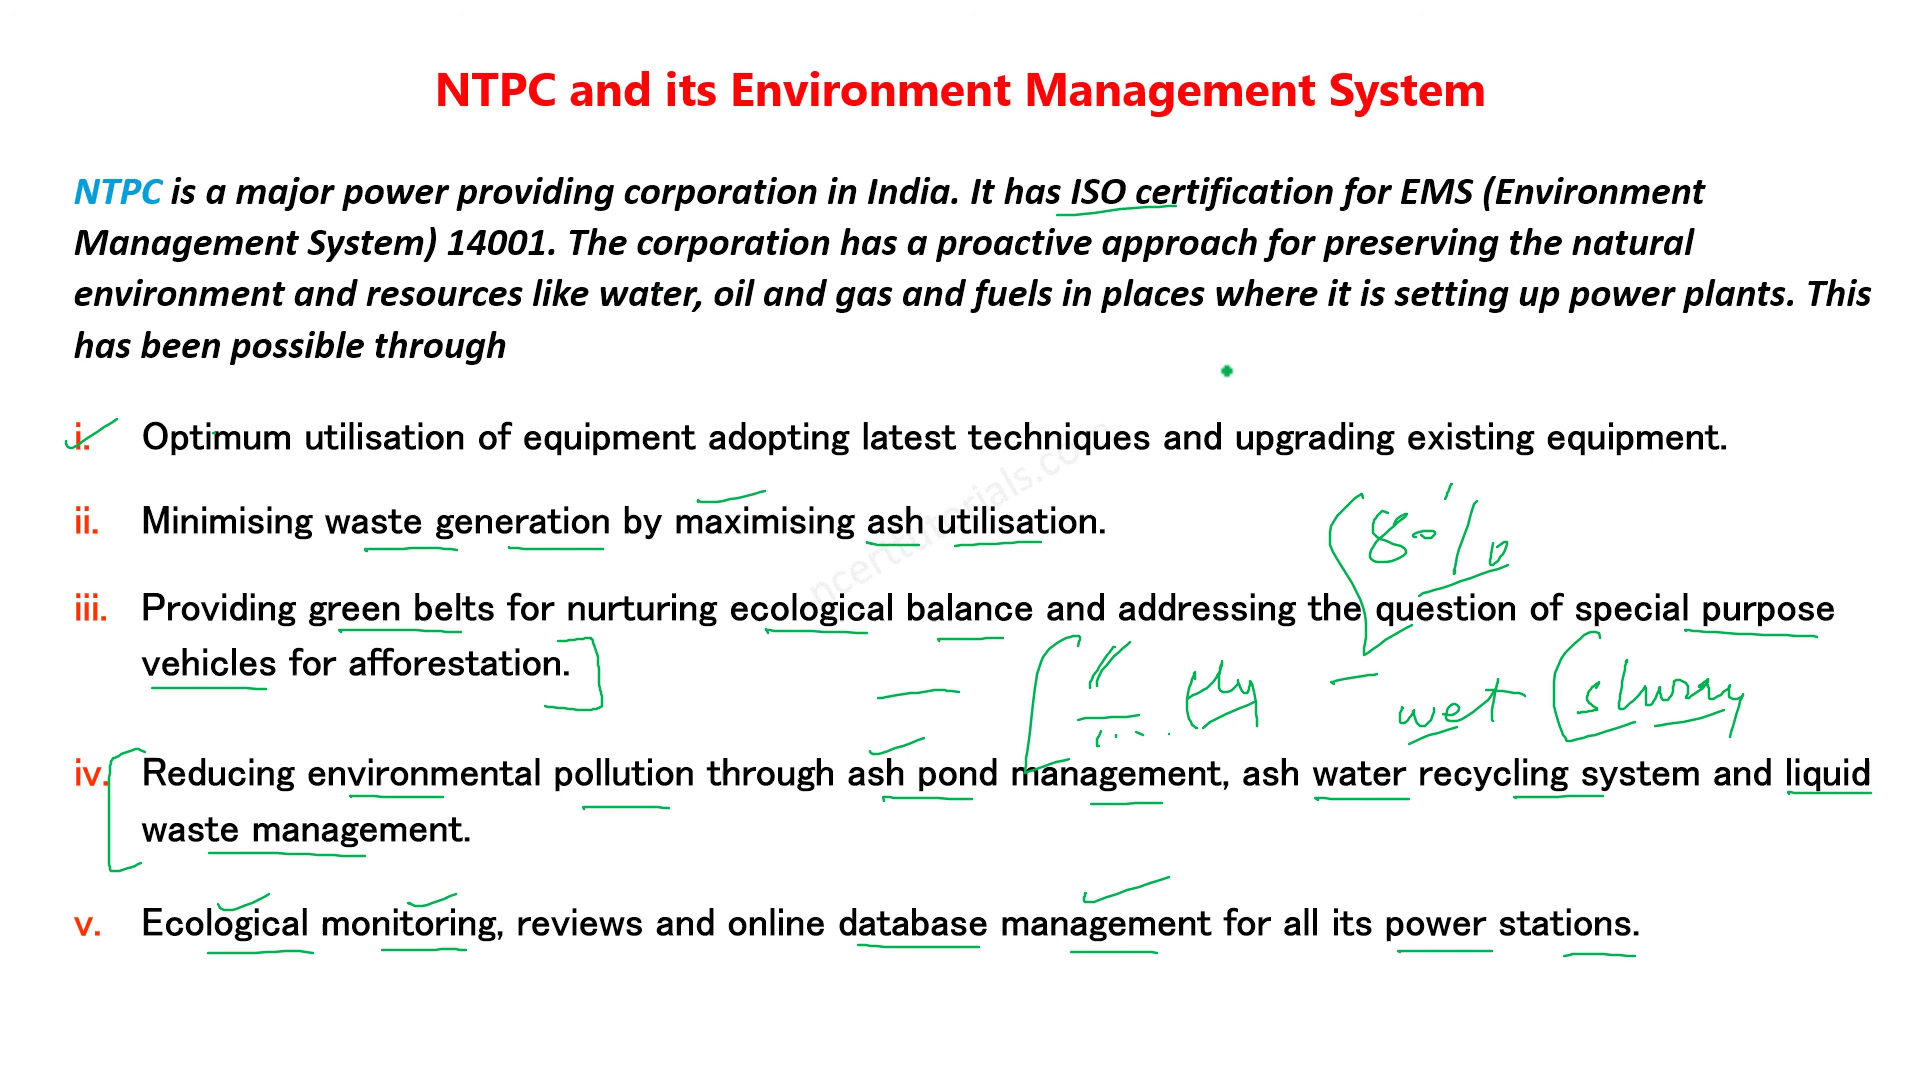 NTPC and its Environment Management System
NTPC is a major power providing corporation in India. It has ISO certification for EMS (Environment
Management System) 14001. The corporation has a proactive approach for preserving the natural
environment and resources like water, oil and gas and fuels in places where it is setting up power plants. This
has been possible through
i. Optimum utilisation of equipment adopting latest techniques and upgrading existing equipment.
ii. Minimising waste generation by maximising ash utilisation.
80%
iii. Providing green belts for nurturing ecological balance and addressing the question of special purpose
vehicles for afforestation.
wet slurry
iv. Reducing environmental pollution through ash pond management, ash water recycling system and liquid
waste management.
v. Ecological monitoring, reviews and online database management for all its power stations.